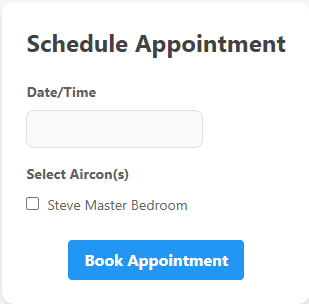 Schedule Appointment
Date/Time
Select Aircon(s)
Steve Master Bedroom
Book Appointment